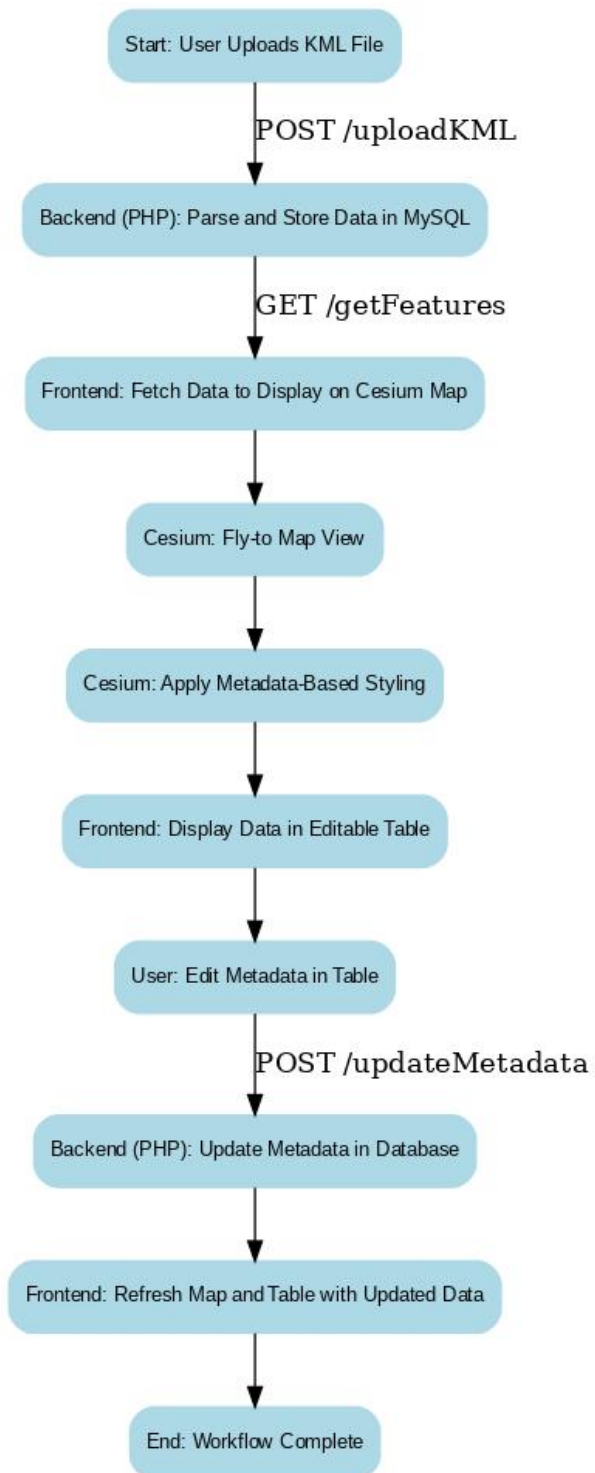 Start: User Uploads KML File
POST /uploadKML
Backend (PHP): Parse and Store Data in MySQL
GET /getFeatures
Frontend: Fetch Data to Display on Cesium Map
Cesium: Fly-to Map View
Cesium: Apply Metadata-Based Styling
Frontend: Display Data in Editable Table
User: Edit Metadata in Table
POST /updateMetadata
Backend (PHP): Update Metadata in Database
Frontend: Refresh Map and Table with Updated Data
End: Workflow Complete